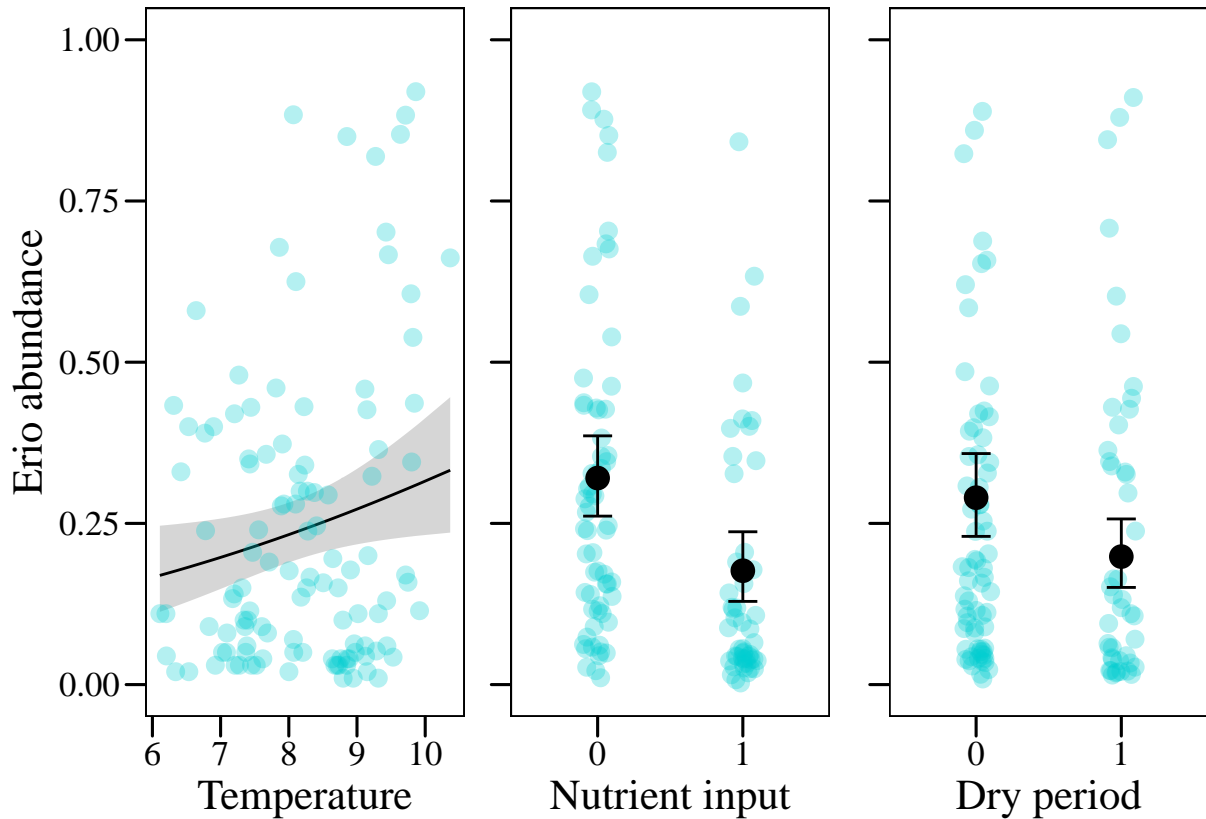 Erio abundance
1.00
0.75
0.50
0.25
0.00
6 7 8 9 10
Temperature
0 1
Nutrient input
0 1
Dry period